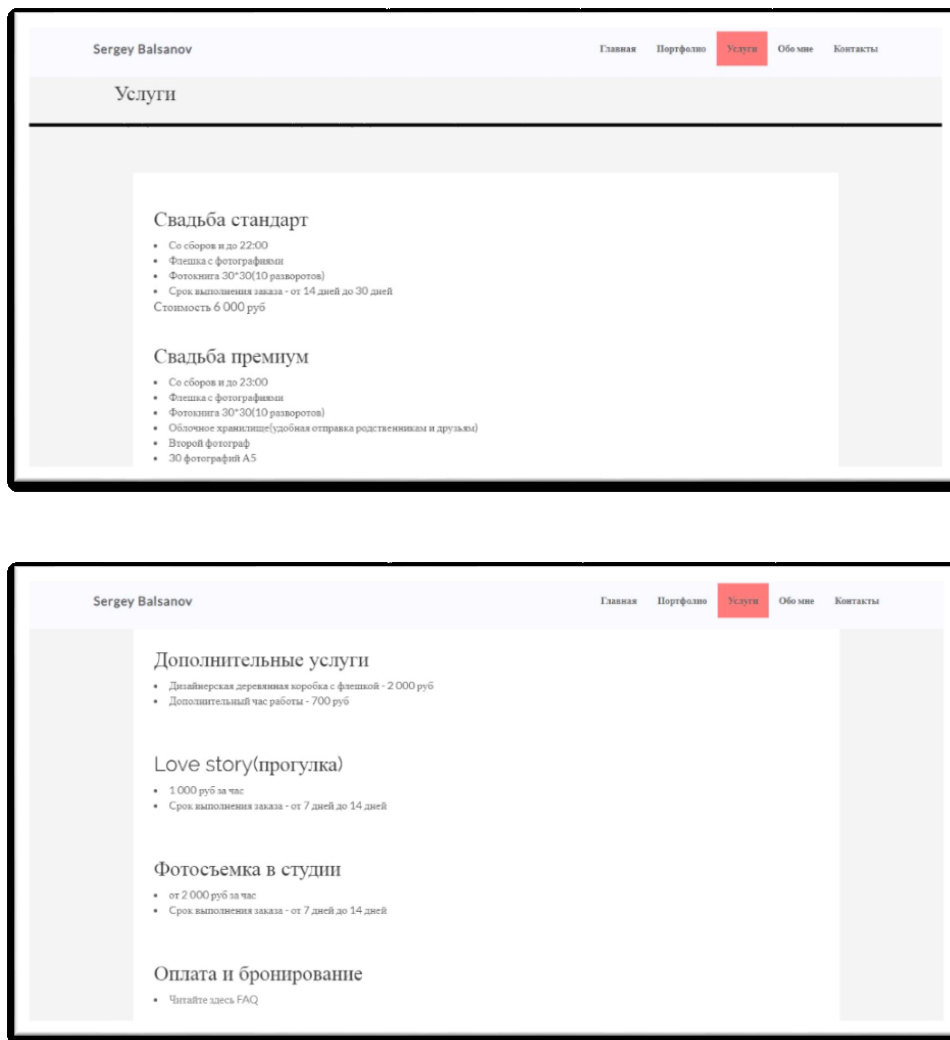 Sergey Balsanov
Главная Портфолио Услуги Обо мне Контакты
Услуги
Свадьба стандарт
• Со сборов и до 22:00
• Флешка с фотографиями
• Фотокнига 30*30(10 разворотов)
• Срок выполнения заказа - от 14 дней до 30 дней
Стоимость 6 000 руб
Свадьба премиум
• Со сборов и до 23:00
• Флешка с фотографиями
• Фотокнига 30*30(10 разворотов)
• Облочное хранилище(удобная отправка родственникам и друзьям)
• Второй фотограф
• 30 фотографий А5
Sergey Balsanov
Главная Портфолио Услуги Обо мне Контакты
Дополнительные услуги
• Дизайнерская деревянная коробка с флешкой - 2 000 руб
• Дополнительный час работы - 700 руб
Love story(прогулка)
• 1 000 руб за час
• Срок выполнения заказа - от 7 дней до 14 дней
Фотосъемка в студии
• от 2 000 руб за час
• Срок выполнения заказа - от 7 дней до 14 дней
Оплата и бронирование
• Читайте здесь FAQ